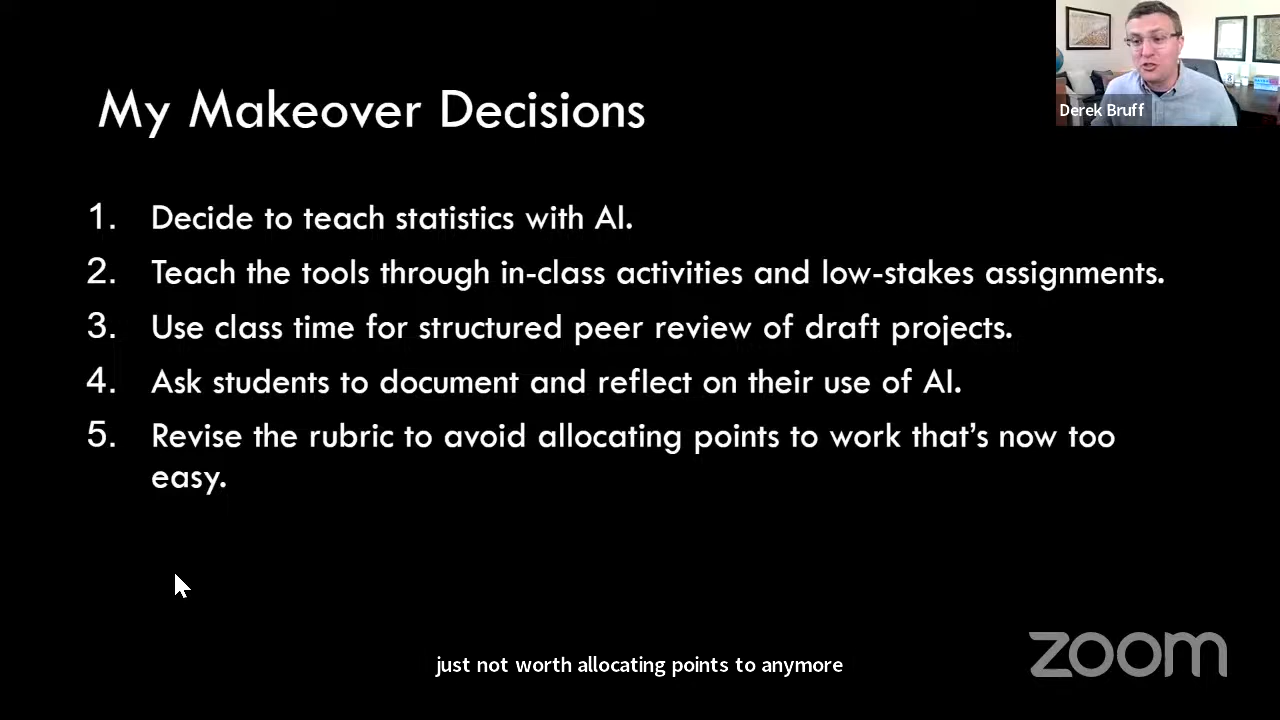 My Makeover Decisions
Derek Bruff
1. Decide to teach statistics with AI.
2. Teach the tools through in-class activities and low-stakes assignments.
3. Use class time for structured peer review of draft projects.
4. Ask students to document and reflect on their use of AI.
5. Revise the rubric to avoid allocating points to work that’s now too
easy.
just not worth allocating points to anymore
zoom